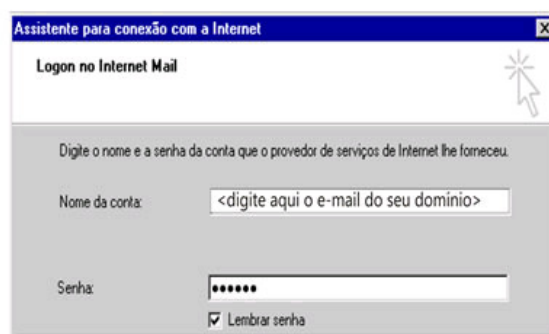 Assistente para conexão com a Internet
Logon no Internet Mail
Digite o nome e a senha da conta que o provedor de serviços de Internet lhe forneceu.
Nome da conta: <digite aqui o e-mail do seu domínio>
Senha: ••••••
Lembrar senha